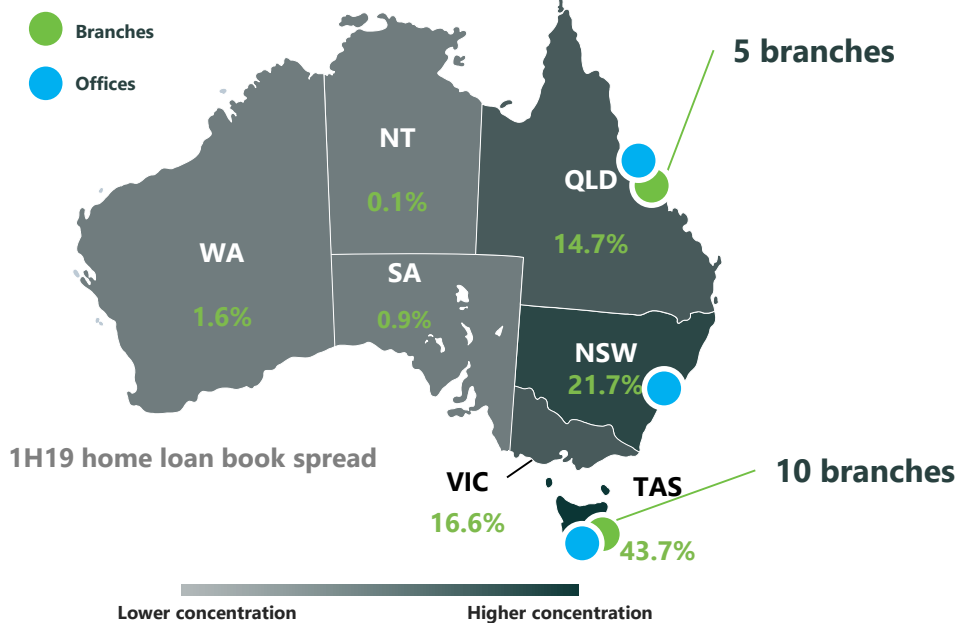 Branches
Offices
5 branches
NT
0.1%
QLD
14.7%
WA
1.6%
SA
0.9%
NSW
21.7%
1H19 home loan book spread
VIC
16.6%
TAS
43.7%
10 branches
Lower concentration
Higher concentration